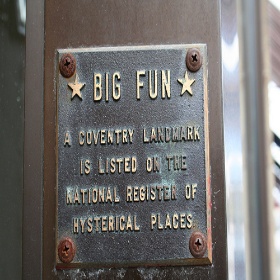 ★ BIG FUN ★
A COVENTRY LANDMARK
IS LISTED ON THE
NATIONAL REGISTER OF
HYSTERICAL PLACES